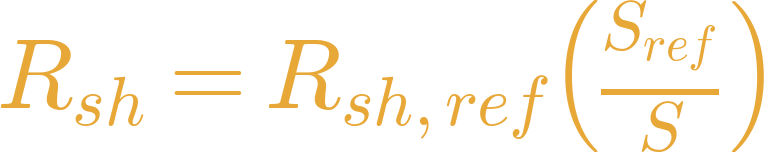 R_{sh} = R_{sh, ref} \left( \frac{S_{ref}}{S} \right)